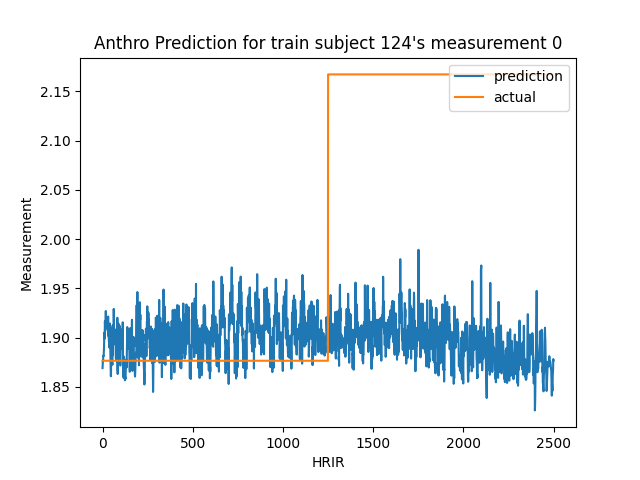 Anthro Prediction for train subject 124's measurement 0
prediction
actual
2.15
2.10
2.05
2.00
1.95
1.90
1.85
Measurement
0
500
1000
1500
2000
2500
HRIR